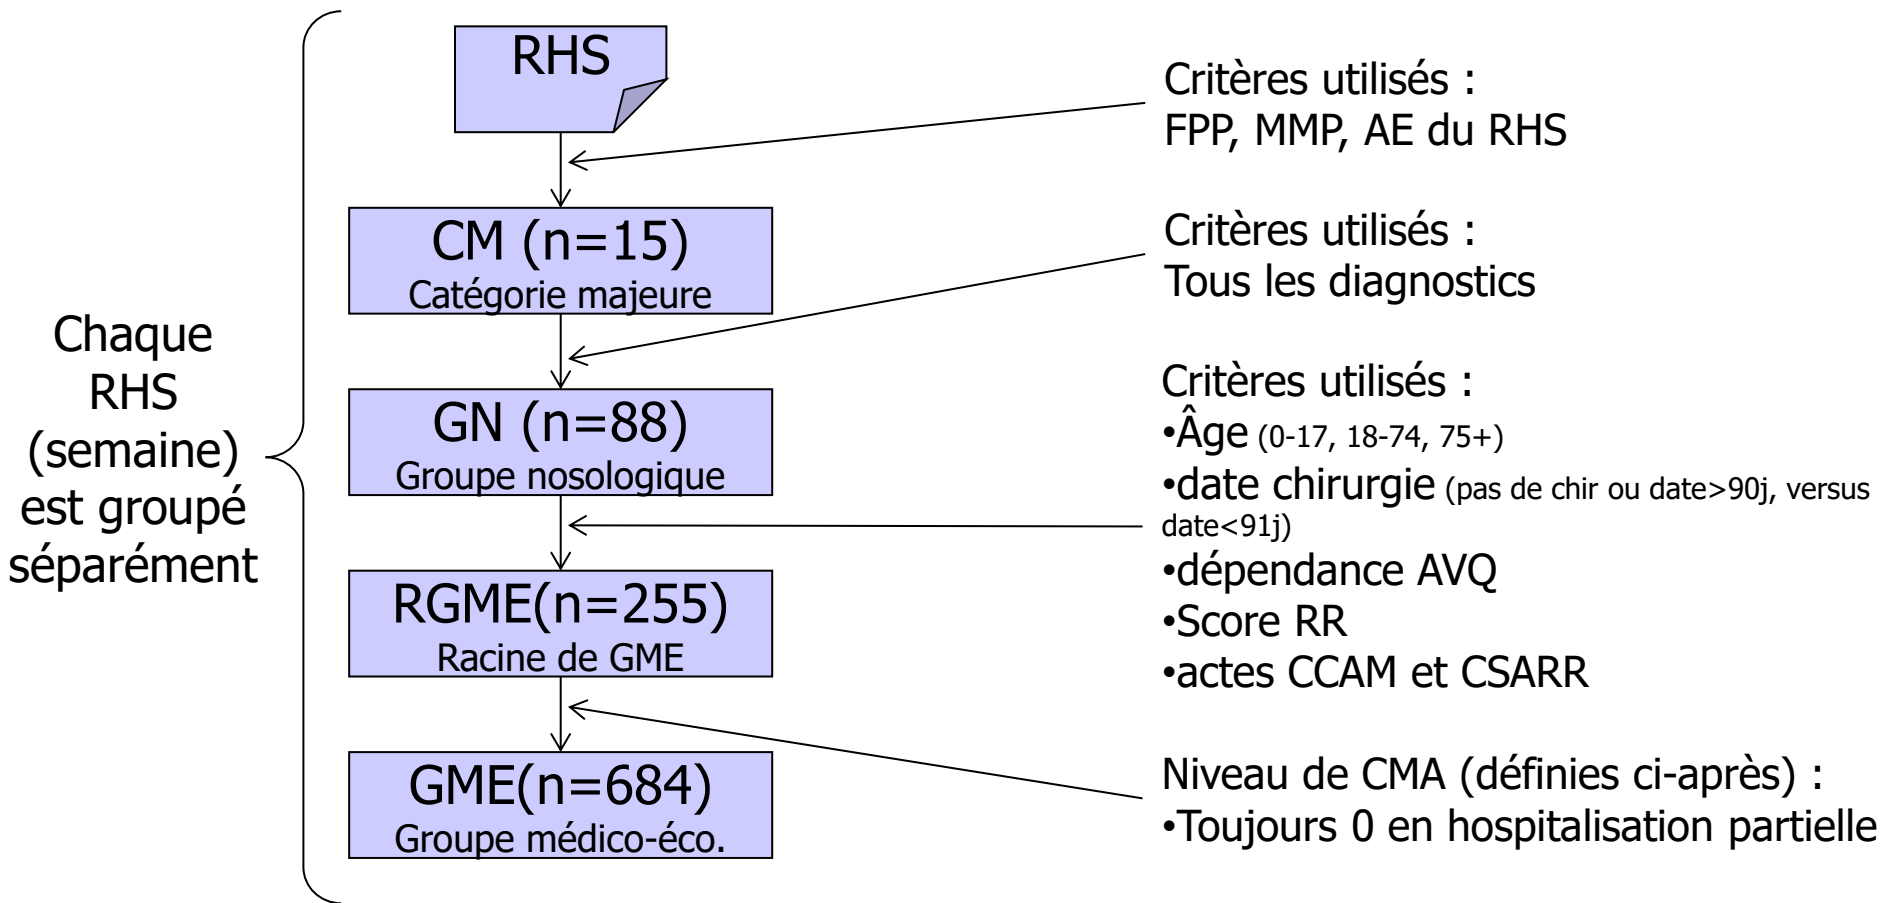 Chaque
RHS
(semaine)
est groupé
séparément
RHS
CM (n=15)
Catégorie majeure
GN (n=88)
Groupe nosologique
RGME(n=255)
Racine de GME
GME(n=684)
Groupe médico-éco.
Critères utilisés :
FPP, MMP, AE du RHS
Critères utilisés :
Tous les diagnostics
Critères utilisés :
•Âge (0-17, 18-74, 75+)
•date chirurgie (pas de chir ou date>90j, versus
date<91j)
•dépendance AVQ
•Score RR
•actes CCAM et CSARR
Niveau de CMA (définies ci-après) :
•Toujours 0 en hospitalisation partielle